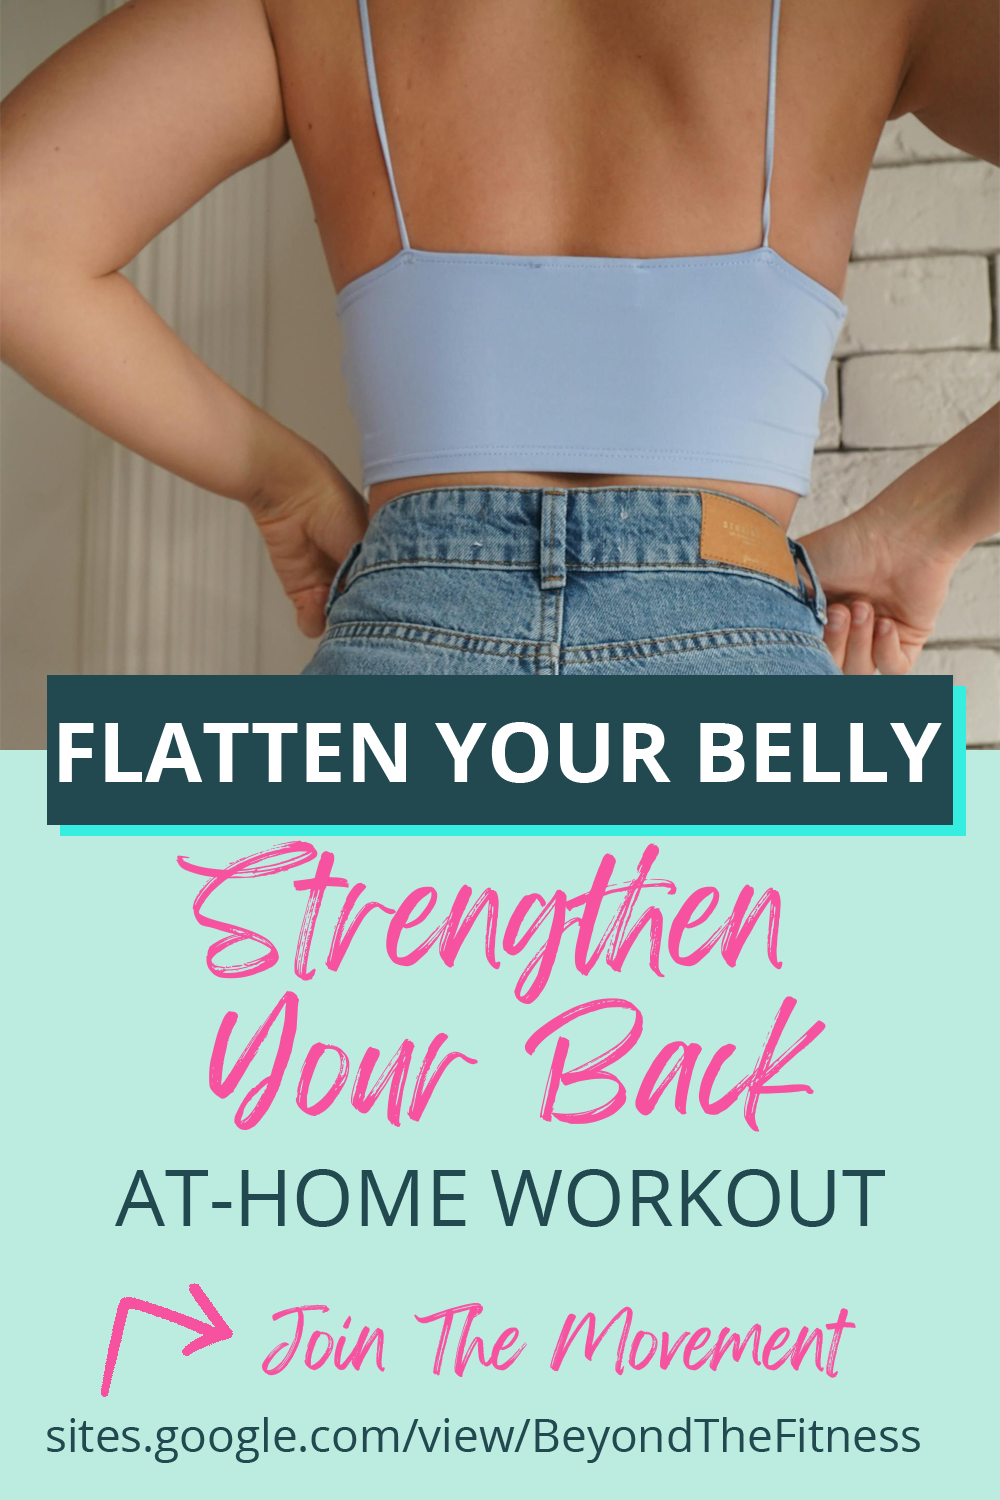 FLATTEN YOUR BELLY
Strengthen
Your Back
AT-HOME WORKOUT
Join The Movement
sites.google.com/view/BeyondTheFitness